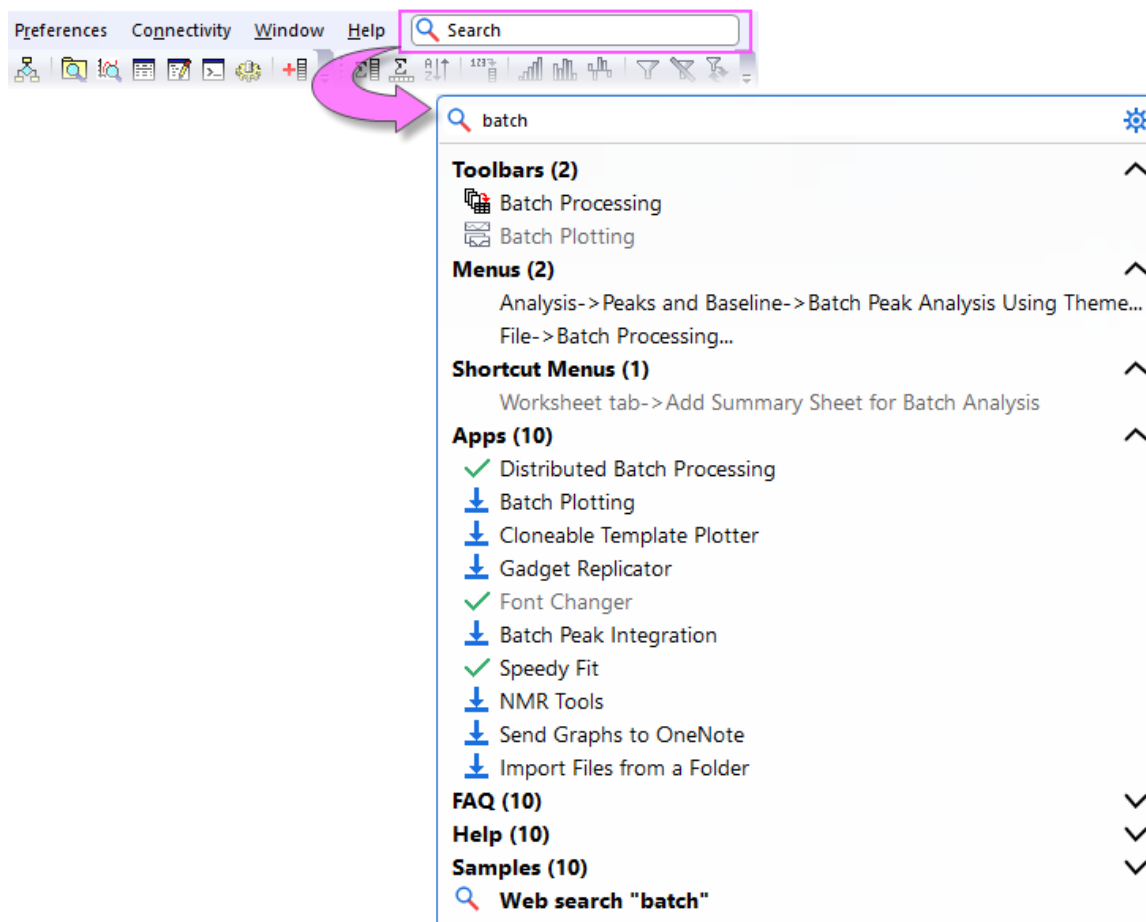 Preferences Connectivity Window Help Search
batch
Toolbars (2)
Batch Processing
Batch Plotting
Menus (2)
Analysis->Peaks and Baseline->Batch Peak Analysis Using Theme...
File->Batch Processing...
Shortcut Menus (1)
Worksheet tab->Add Summary Sheet for Batch Analysis
Apps (10)
Distributed Batch Processing
Batch Plotting
Cloneable Template Plotter
Gadget Replicator
Font Changer
Batch Peak Integration
Speedy Fit
NMR Tools
Send Graphs to OneNote
Import Files from a Folder
FAQ (10)
Help (10)
Samples (10)
Web search "batch"